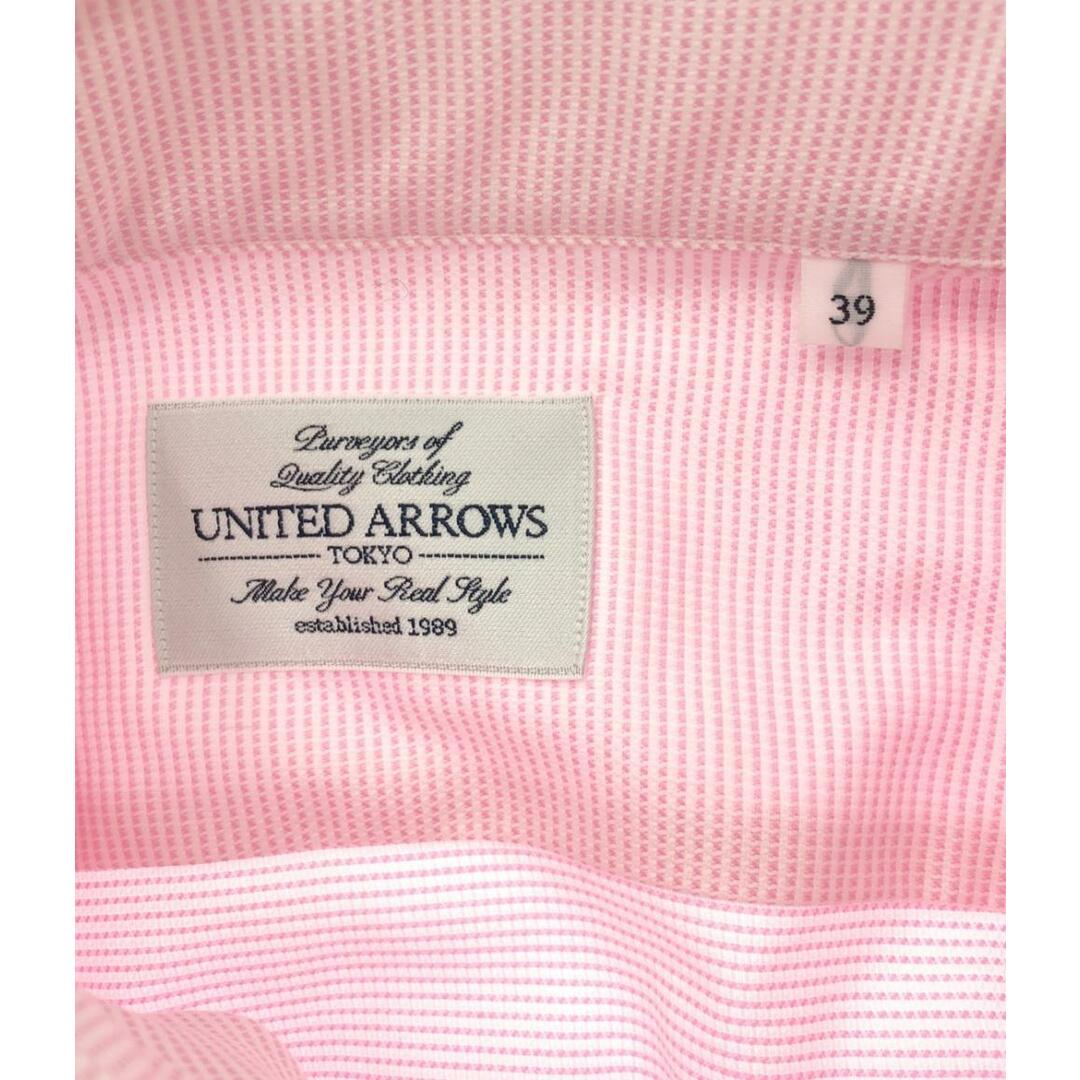 Purveyors of
Quality Clothing
UNITED ARROWS
TOKYO
Make Your Real Style
established 1989
39